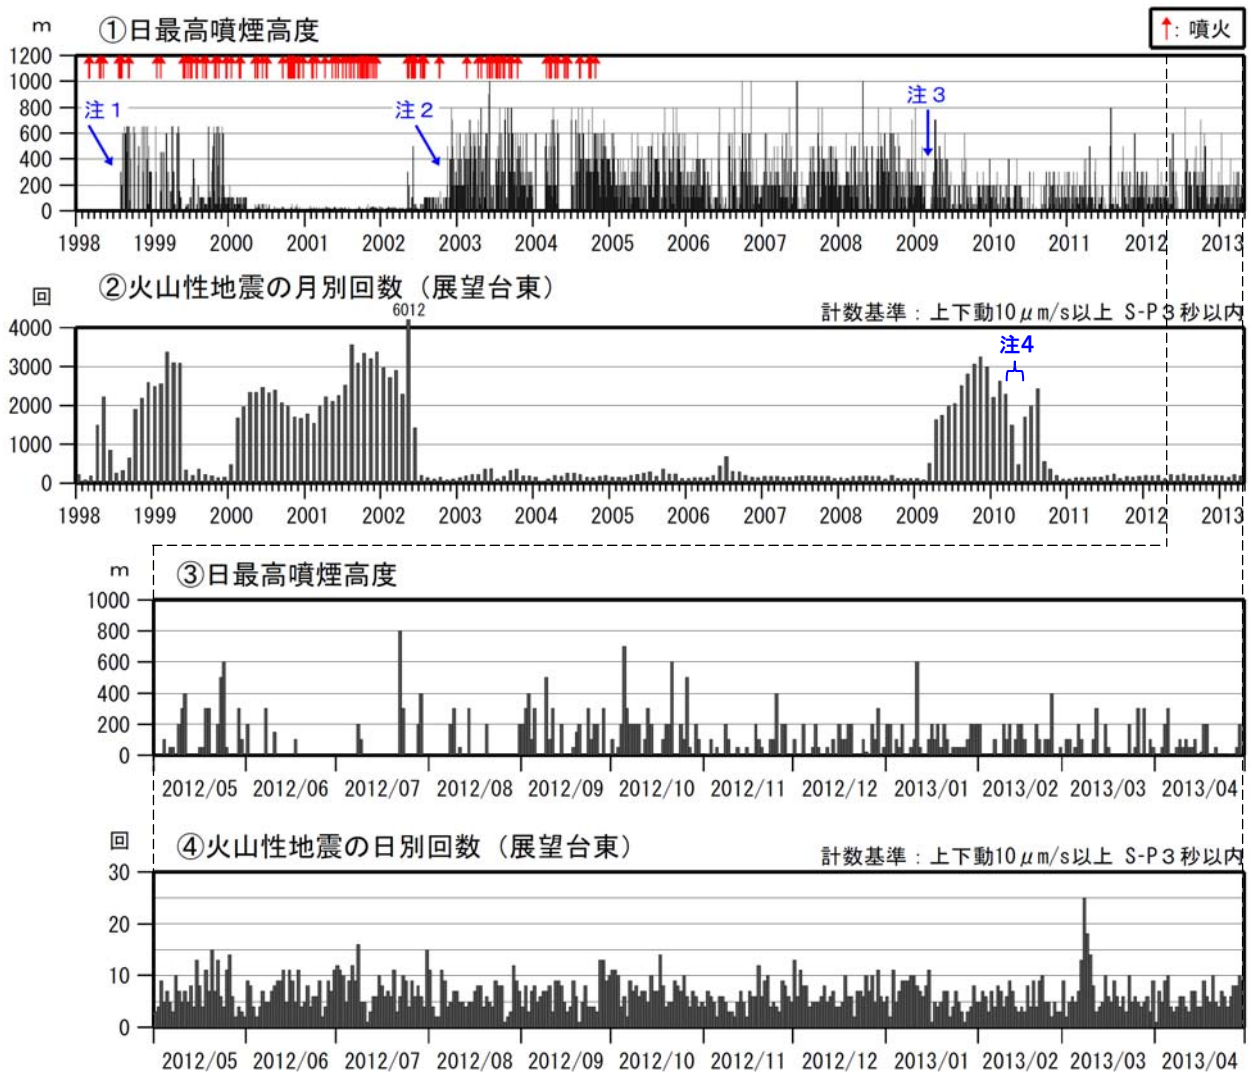 m ①日最高噴煙高度 ↑: 噴火
1200
1000
800
600
400
200
0
注1 注2 注3
1998 1999 2000 2001 2002 2003 2004 2005 2006 2007 2008 2009 2010 2011 2012 2013
回 ②火山性地震の月別回数（展望台東）
6012
計数基準：上下動10μm/s以上 S-P3秒以内
4000
3000
2000
1000
0
注4
1998 1999 2000 2001 2002 2003 2004 2005 2006 2007 2008 2009 2010 2011 2012 2013
m ③日最高噴煙高度
1000
800
600
400
200
0
2012/05 2012/06 2012/07 2012/08 2012/09 2012/10 2012/11 2012/12 2013/01 2013/02 2013/03 2013/04
回 ④火山性地震の日別回数（展望台東）
計数基準：上下動10μm/s以上 S-P3秒以内
30
20
10
0
2012/05 2012/06 2012/07 2012/08 2012/09 2012/10 2012/11 2012/12 2013/01 2013/02 2013/03 2013/04